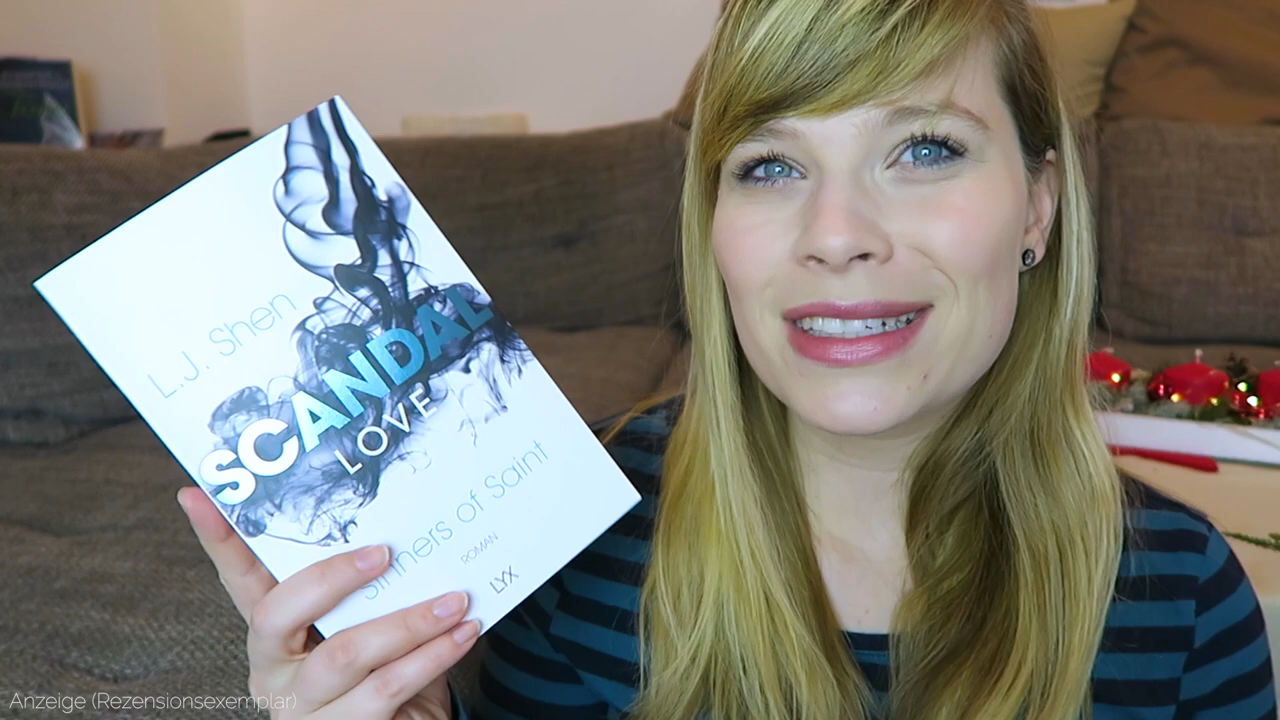 L.J. Shen
SCANDAL
LOVE
Sinners of Saint
ROMAN
LYX
Anzeige (Rezensionsexemplar)